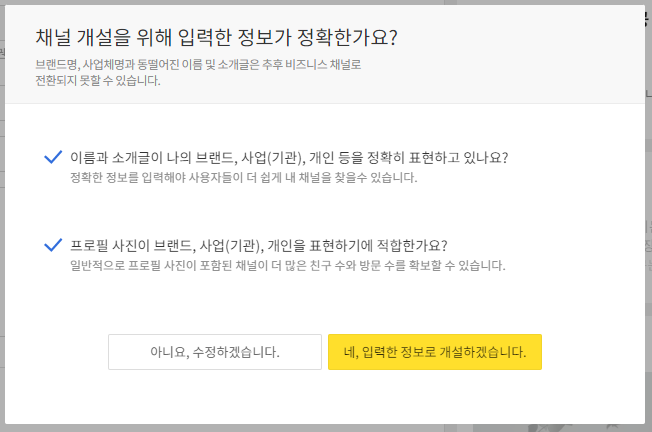 채널 개설을 위해 입력한 정보가 정확한가요?
브랜드명, 사업체명과 동떨어진 이름 및 소개글은 추후 비즈니스 채널로
전환되지 못할 수 있습니다.
이름과 소개글이 나의 브랜드, 사업(기관), 개인 등을 정확히 표현하고 있나요?
정확한 정보를 입력해야 사용자들이 더 쉽게 내 채널을 찾을수 있습니다.
프로필 사진이 브랜드, 사업(기관), 개인을 표현하기에 적합한가요?
일반적으로 프로필 사진이 포함된 채널이 더 많은 친구 수와 방문 수를 확보할 수 있습니다.
아니요, 수정하겠습니다.
네, 입력한 정보로 개설하겠습니다.